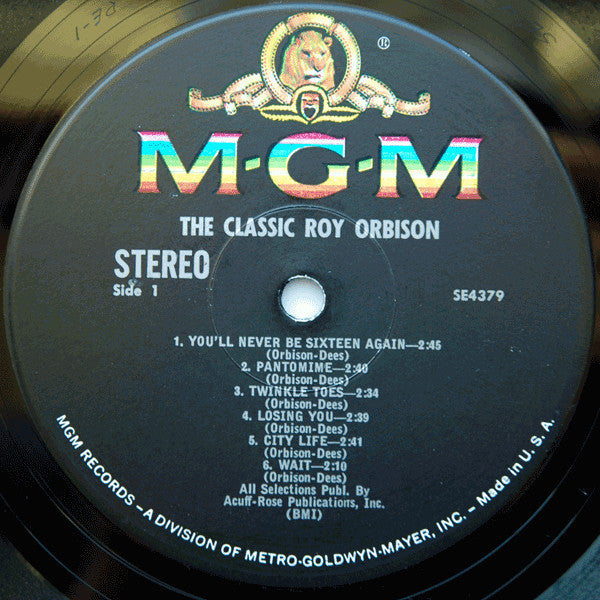 1-38
®
M·G·M
THE CLASSIC ROY ORBISON
STEREO
Side 1
SE4379
1. YOU'LL NEVER BE SIXTEEN AGAIN—2:45
(Orbison-Dees)
2. PANTOMIME—2:40
(Orbison-Dees)
3. TWINKLE TOES—2:34
(Orbison-Dees)
4. LOSING YOU—2:39
(Orbison-Dees)
5. CITY LIFE—2:41
(Orbison-Dees)
6. WAIT—2:10
(Orbison-Dees)
All Selections Publ. By
Acuff-Rose Publications, Inc.
(BMI)
MGM RECORDS – A DIVISION OF METRO-GOLDWYN-MAYER, INC. – Made in U. S. A.